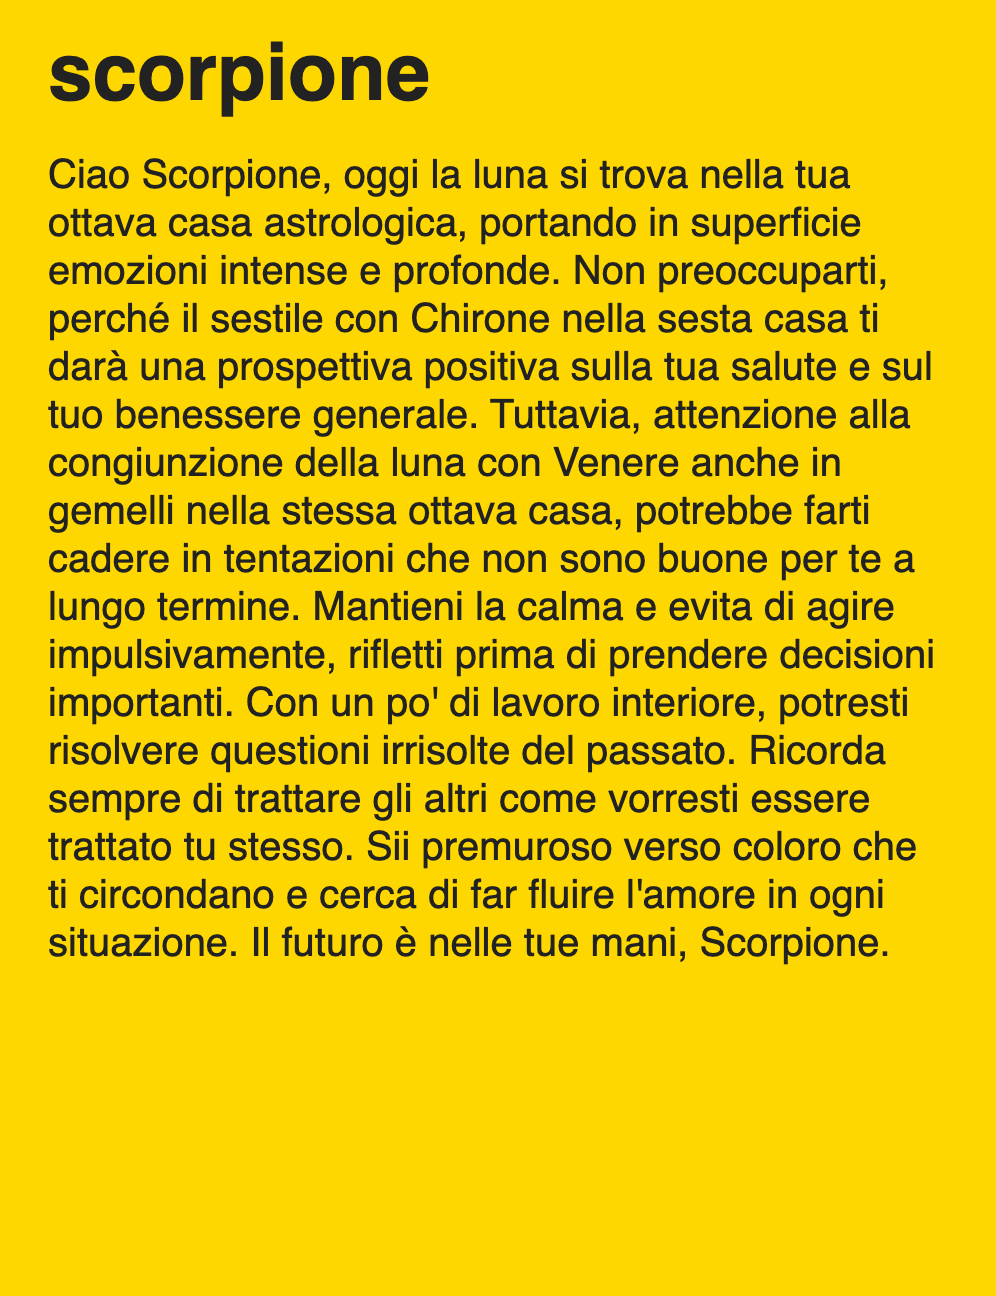 scorpione
Ciao Scorpione, oggi la luna si trova nella tua
ottava casa astrologica, portando in superficie
emozioni intense e profonde. Non preoccuparti,
perché il sestile con Chirone nella sesta casa ti
darà una prospettiva positiva sulla tua salute e sul
tuo benessere generale. Tuttavia, attenzione alla
congiunzione della luna con Venere anche in
gemelli nella stessa ottava casa, potrebbe farti
cadere in tentazioni che non sono buone per te a
lungo termine. Mantieni la calma e evita di agire
impulsivamente, rifletti prima di prendere decisioni
importanti. Con un po' di lavoro interiore, potresti
risolvere questioni irrisolte del passato. Ricorda
sempre di trattare gli altri come vorresti essere
trattato tu stesso. Sii premuroso verso coloro che
ti circondano e cerca di far fluire l'amore in ogni
situazione. Il futuro è nelle tue mani, Scorpione.